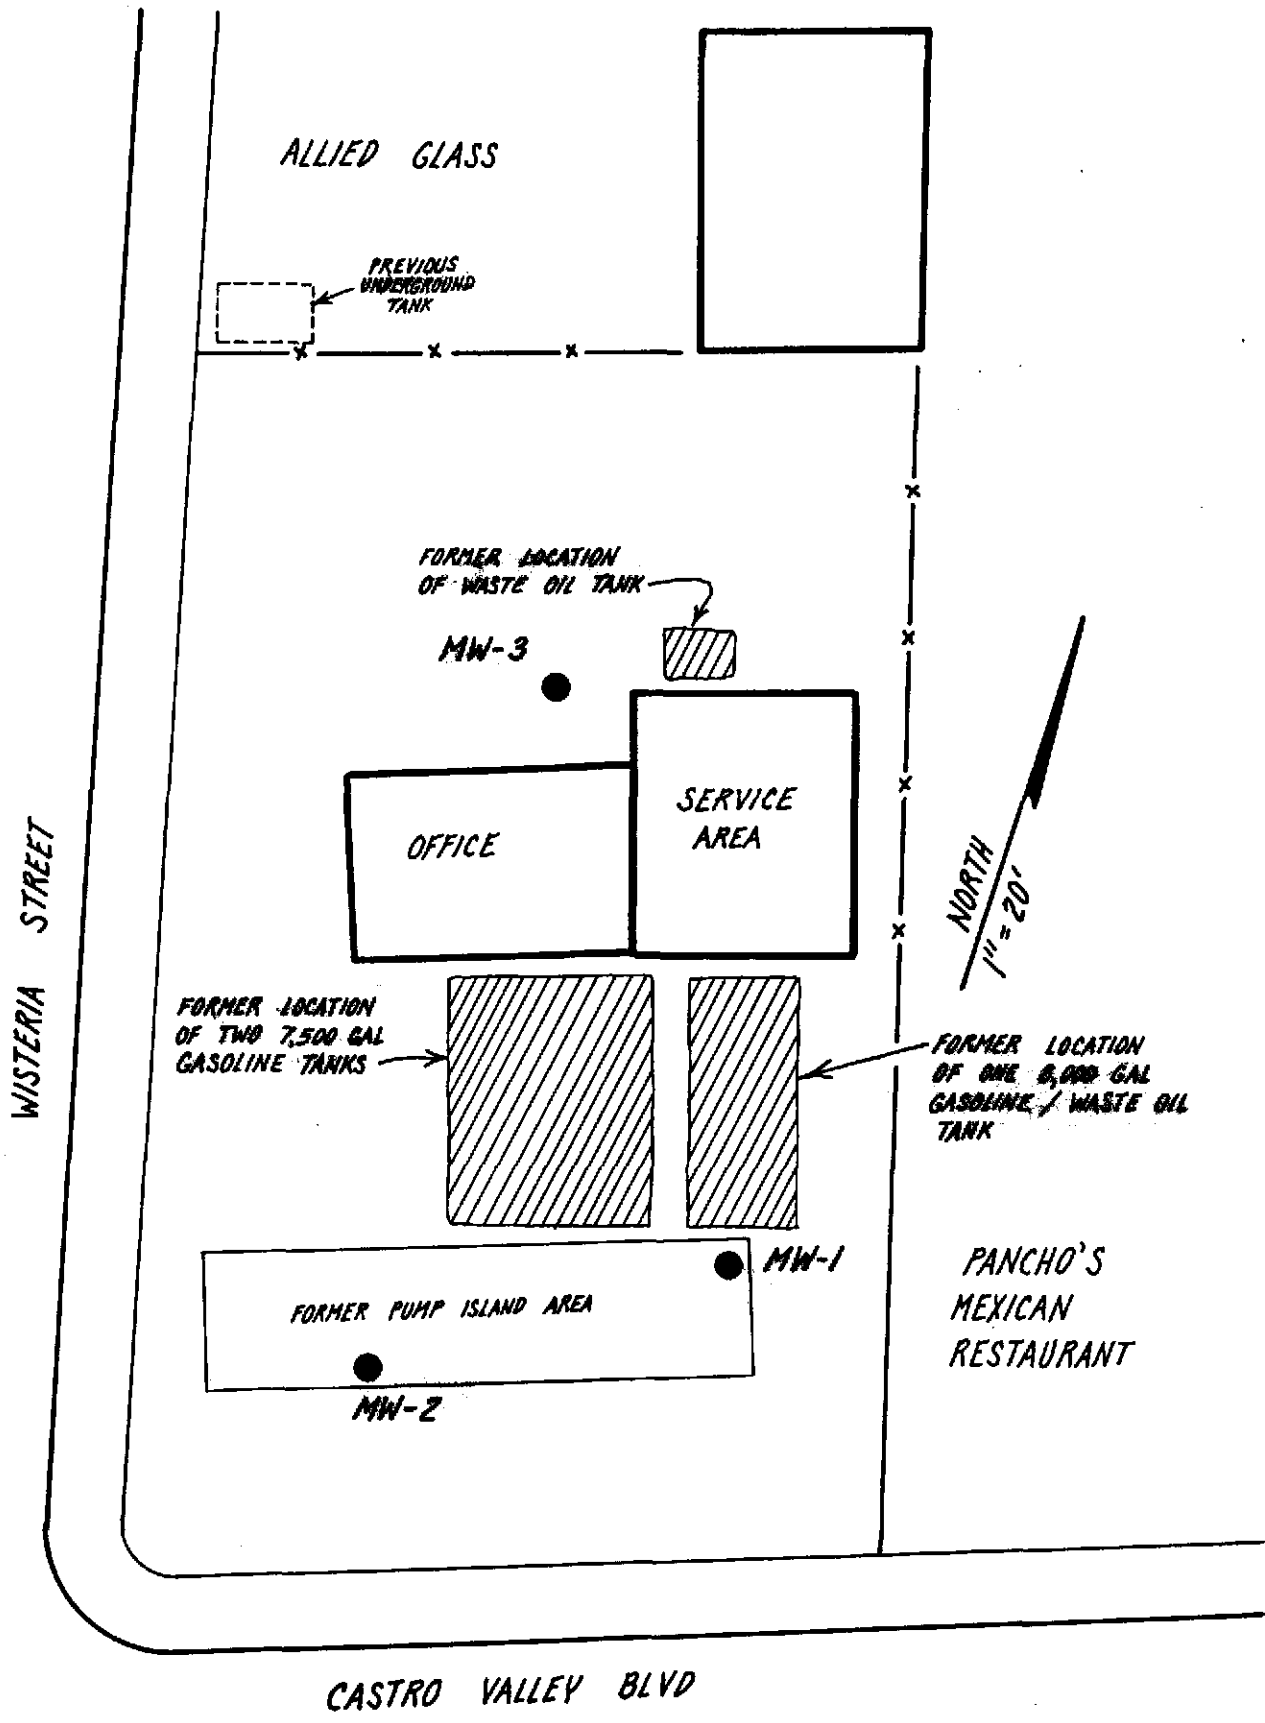 ALLIED GLASS
PREVIOUS
UNDERGROUND
TANK
FORMER LOCATION
OF WASTE OIL TANK
MW-3
OFFICE
SERVICE
AREA
WISTERIA STREET
NORTH
1" = 20'
FORMER LOCATION
OF TWO 7,500 GAL
GASOLINE TANKS
FORMER LOCATION
OF ONE GAL
GASOLINE / WASTE OIL
TANK
MW-1
FORMER PUMP ISLAND AREA
MW-2
PANCHO'S
MEXICAN
RESTAURANT
CASTRO VALLEY BLVD